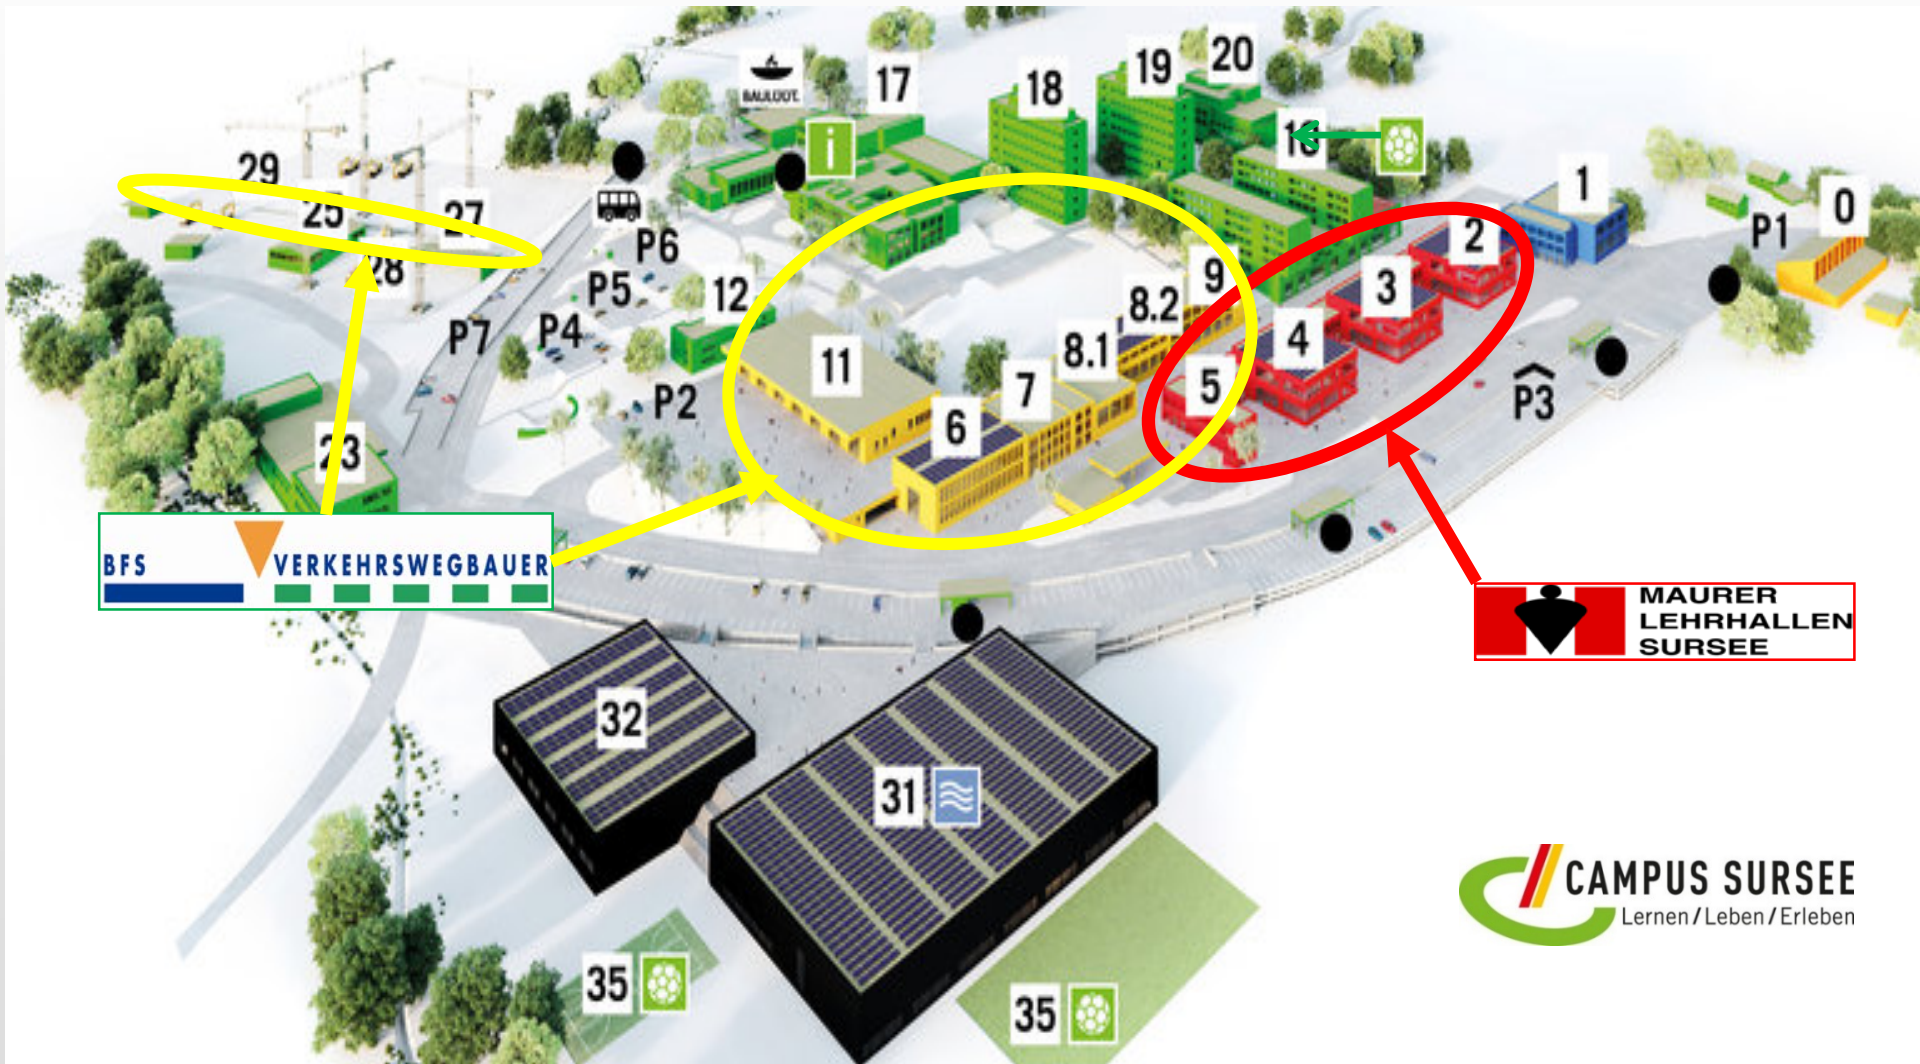 BAULÜÜT.
17
18
19
20
i
16
1
0
P1
29
25
27
28
P6
P5
P4
P7
P2
12
11
9
8.2
8.1
7
6
5
4
3
2
P3
23
BFS VERKEHRSWEGBAUER
MAURER
LEHRHALLEN
SURSEE
32
31
35
35
CAMPUS SURSEE
Lernen / Leben / Erleben